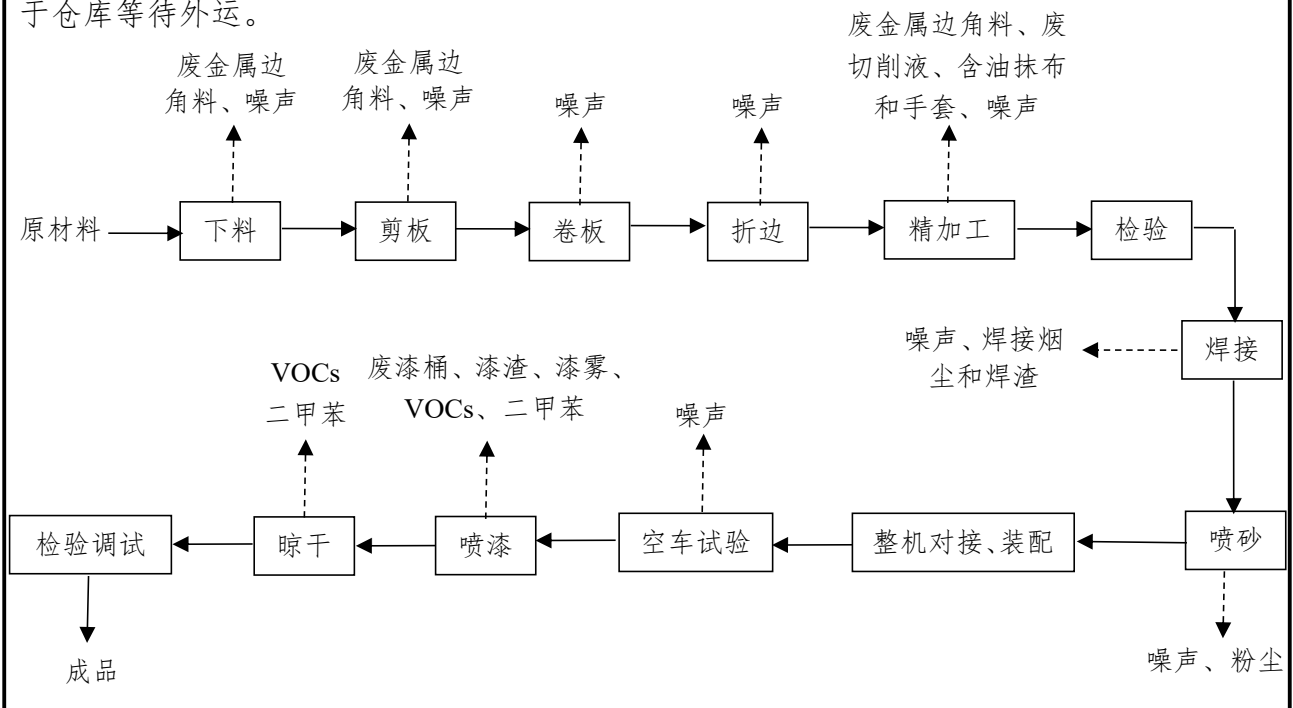 于仓库等待外运。
废金属边
角料、噪声
废金属边
角料、噪声
噪声
噪声
废金属边角料、废
切削液、含油抹布
和手套、噪声
原材料
下料
剪板
卷板
折边
精加工
检验
噪声、焊接烟
尘和焊渣
焊接
VOCs
二甲苯
废漆桶、漆渣、漆雾、
VOCs、二甲苯
噪声
检验调试
晾干
喷漆
空车试验
整机对接、装配
喷砂
成品
噪声、粉尘